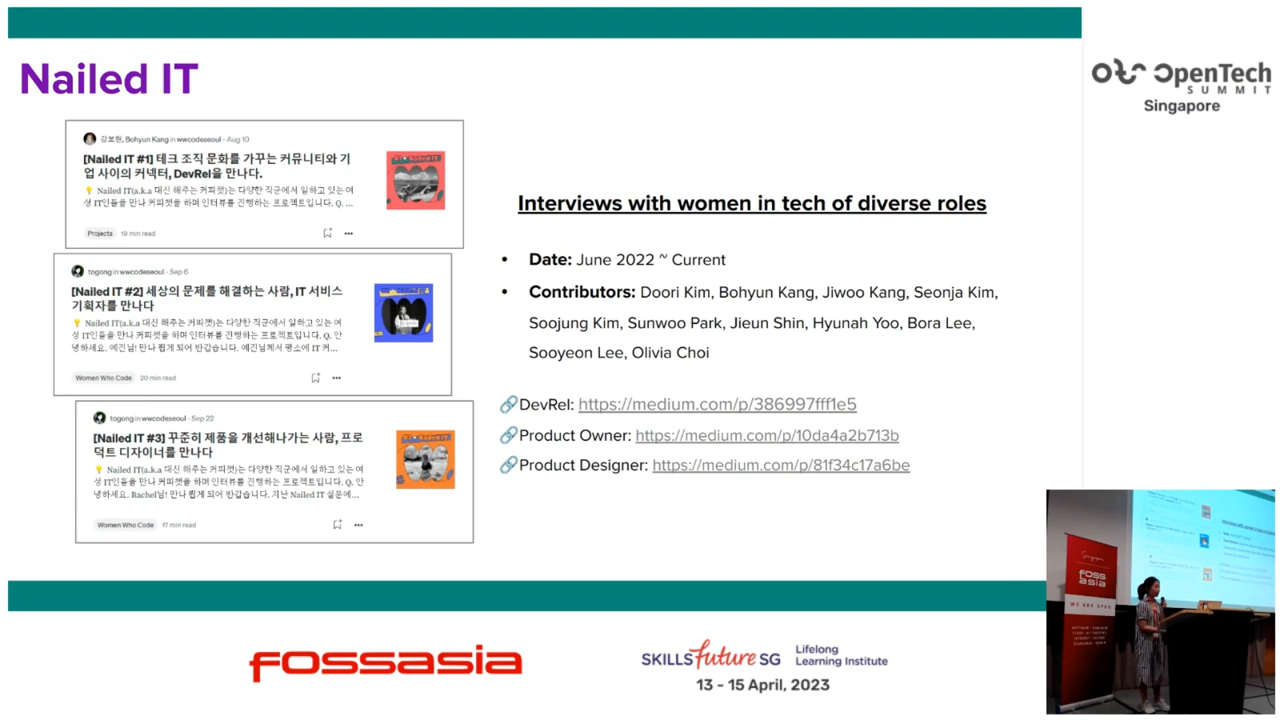 Nailed IT
강보현, Bohyun Kang in wwcodeseoul · Aug 10
[Nailed IT #1] 테크 조직 문화를 가꾸는 커뮤니티와 기
업 사이의 커넥터, DevRel을 만나다.
💡 Nailed IT(a.k.a 대신 해주는 커피챗)는 다양한 직군에서 일하고 있는 여
성 IT인들을 만나 커피챗을 하며 인터뷰를 진행하는 프로젝트입니다. Q. ...
Projects 19 min read
togong in wwcodeseoul · Sep 6
[Nailed IT #2] 세상의 문제를 해결하는 사람, IT 서비스
기획자를 만나다
💡 Nailed IT(a.k.a 대신 해주는 커피챗)는 다양한 직군에서 일하고 있는 여
성 IT인들을 만나 커피챗을 하며 인터뷰를 진행하는 프로젝트입니다. Q. 안
녕하세요. 예진님! 만나 뵙게 되어 반갑습니다. 예진님께서 평소에 IT 커...
Women Who Code 20 min read
togong in wwcodeseoul · Sep 22
[Nailed IT #3] 꾸준히 제품을 개선해나가는 사람, 프로
덕트 디자이너를 만나다
💡 Nailed IT(a.k.a 대신 해주는 커피챗)는 다양한 직군에서 일하고 있는 여
성 IT인들을 만나 커피챗을 하며 인터뷰를 진행하는 프로젝트입니다. Q. 안
녕하세요. Rachel님! 만나 뵙게 되어 반갑습니다. 지난 Nailed IT 설문에...
Women Who Code 17 min read
Interviews with women in tech of diverse roles
• Date: June 2022 ~ Current
• Contributors: Doori Kim, Bohyun Kang, Jiwoo Kang, Seonja Kim,
Soojung Kim, Sunwoo Park, Jieun Shin, Hyunah Yoo, Bora Lee,
Sooyeon Lee, Olivia Choi
🔗DevRel: https://medium.com/p/386997fff1e5
🔗Product Owner: https://medium.com/p/10da4a2b713b
🔗Product Designer: https://medium.com/p/81f34c17a6be
OpenTech
SUMMIT
Singapore
FOSS
ASIA
WE ARE OPEN
fossasia
SKILLS future SG
Lifelong
Learning Institute
13 - 15 April, 2023